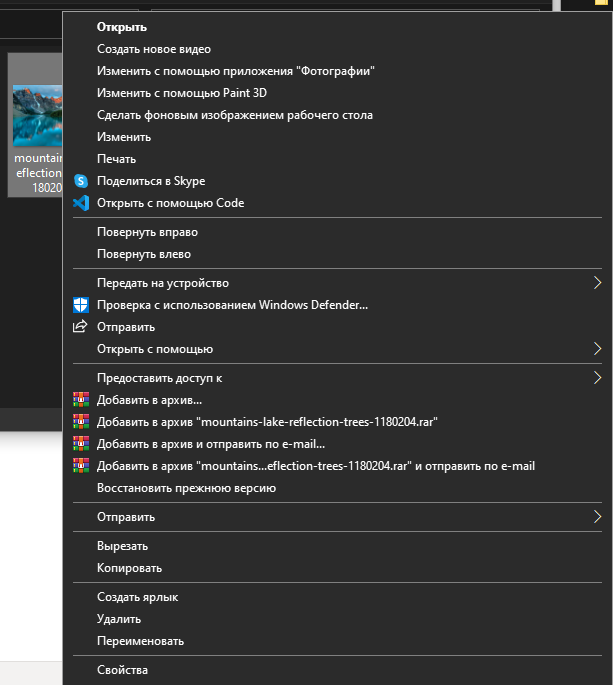 Открыть
Создать новое видео
Изменить с помощью приложения "Фотографии"
Изменить с помощью Paint 3D
Сделать фоновым изображением рабочего стола
Изменить
Печать
Поделиться в Skype
Открыть с помощью Code
Повернуть вправо
Повернуть влево
Передать на устройство
Проверка с использованием Windows Defender...
Отправить
Открыть с помощью
Предоставить доступ к
Добавить в архив...
Добавить в архив "mountains-lake-reflection-trees-1180204.rar"
Добавить в архив и отправить по e-mail...
Добавить в архив "mountains...eflection-trees-1180204.rar" и отправить по e-mail
Восстановить прежнюю версию
Отправить
Вырезать
Копировать
Создать ярлык
Удалить
Переименовать
Свойства
mountain
eflection
18020